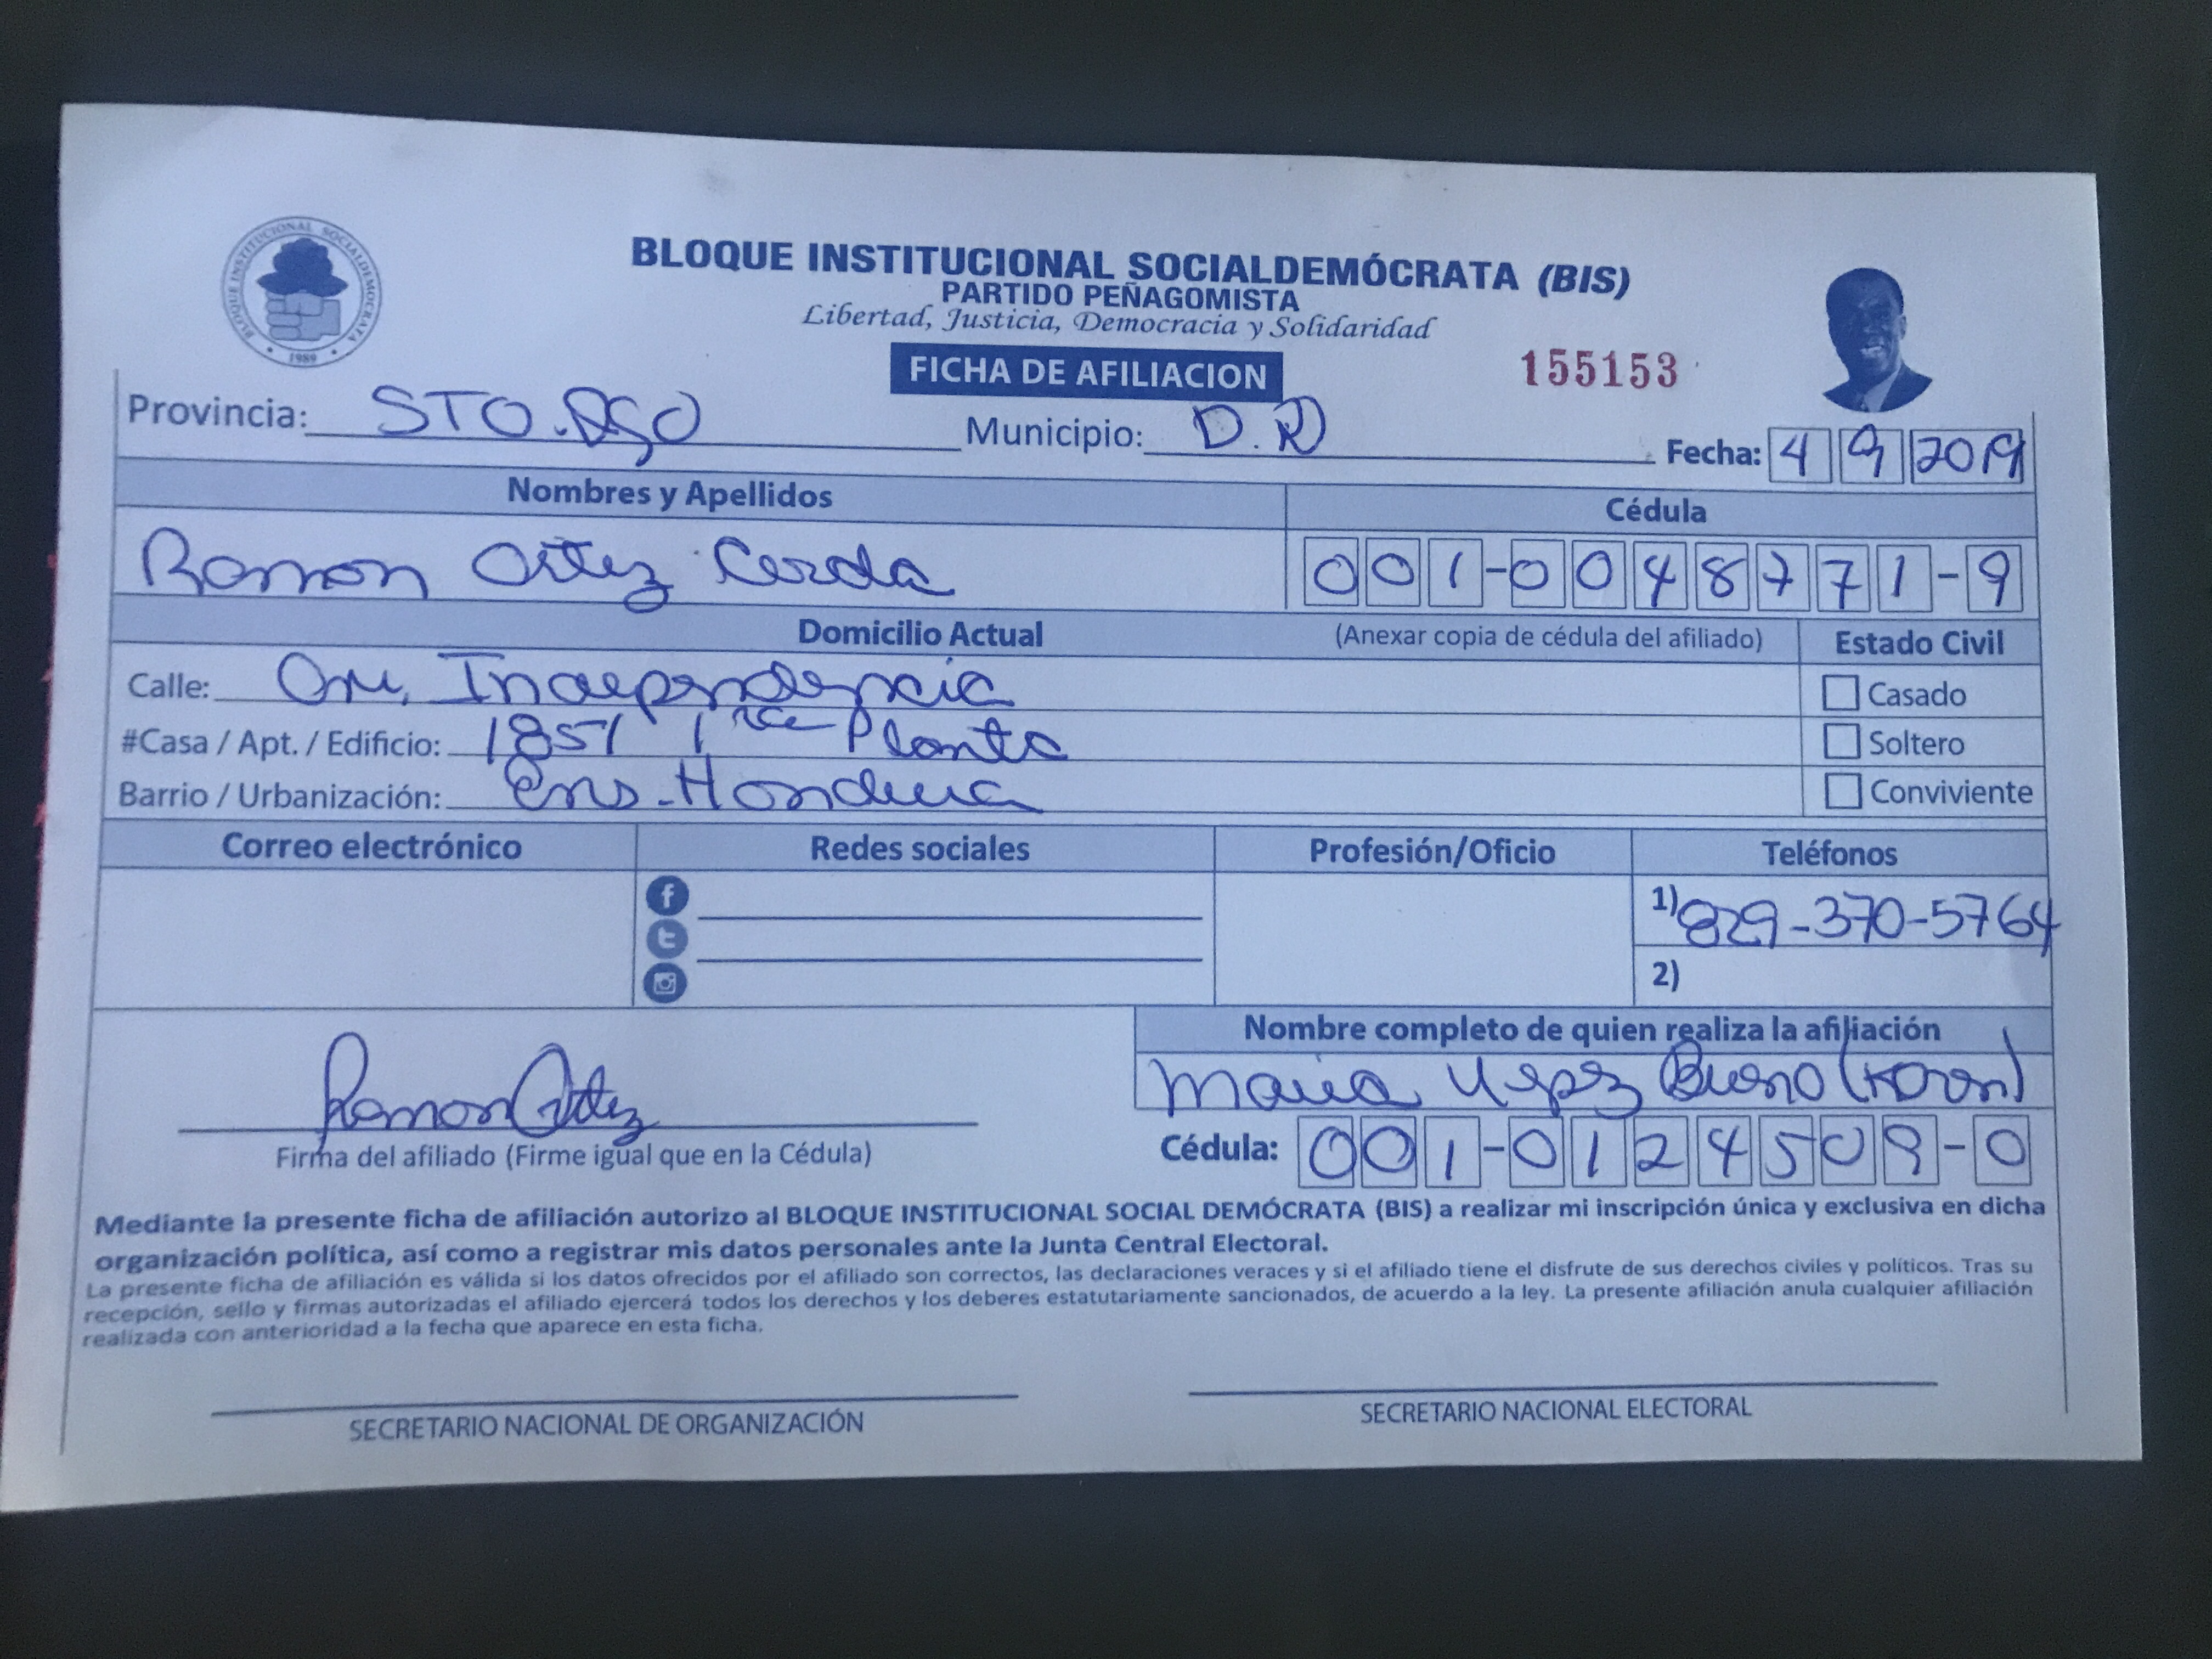 BLOQUE INSTITUCIONAL SOCIALDEMOCRATA
1989
BLOQUE INSTITUCIONAL SOCIALDEMÓCRATA (BIS)
PARTIDO PEÑAGOMISTA
Libertad, Justicia, Democracia y Solidaridad
FICHA DE AFILIACION
155153
Provincia: STO. DGO Municipio: D.R Fecha: 4 9 2019
Nombres y Apellidos Cédula
Ramon Ortez Cerda 001-0048771-9
Domicilio Actual (Anexar copia de cédula del afiliado) Estado Civil
Calle: Av. Independencia Casado
#Casa / Apt. / Edificio: 1851 1ra Planta Soltero
Barrio / Urbanización: Ens. Hondura Conviviente
Correo electrónico Redes sociales Profesión/Oficio Teléfonos
1) 829-370-5764
2)
Nombre completo de quien realiza la afiliación
Maria Bueno
Ramon Ortez
Firma del afiliado (Firme igual que en la Cédula) Cédula: 001-0124509-0
Mediante la presente ficha de afiliación autorizo al BLOQUE INSTITUCIONAL SOCIAL DEMÓCRATA (BIS) a realizar mi inscripción única y exclusiva en dicha
organización política, así como a registrar mis datos personales ante la Junta Central Electoral.
La presente ficha de afiliación es válida si los datos ofrecidos por el afiliado son correctos, las declaraciones veraces y si el afiliado tiene el disfrute de sus derechos civiles y políticos. Tras su
recepción, sello y firmas autorizadas el afiliado ejercerá todos los derechos y los deberes estatutariamente sancionados, de acuerdo a la ley. La presente afiliación anula cualquier afiliación
realizada con anterioridad a la fecha que aparece en esta ficha.
SECRETARIO NACIONAL DE ORGANIZACIÓN SECRETARIO NACIONAL ELECTORAL